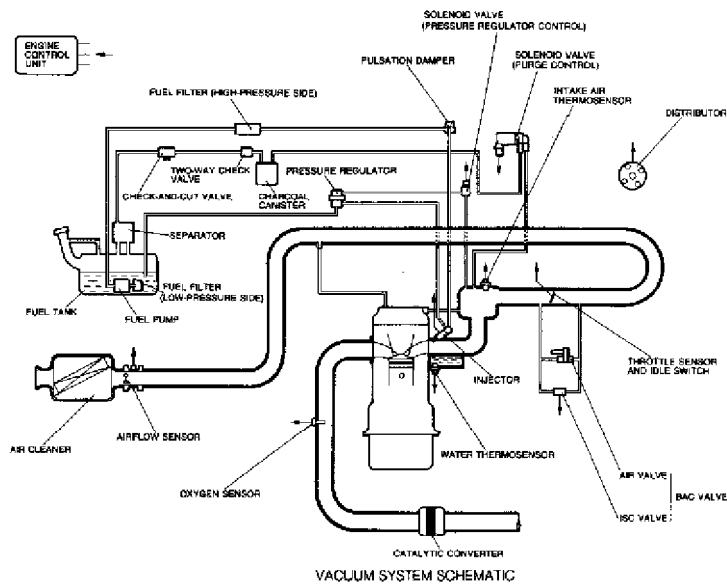 SOLENOID VALVE
(PRESSURE REGULATOR CONTROL)
ENGINE
CONTROL
UNIT
SOLENOID VALVE
(PURGE CONTROL)
PULSATION DAMPER
INTAKE AIR
THERMOSENSOR
FUEL FILTER (HIGH-PRESSURE SIDE)
DISTRIBUTOR
TWO-WAY CHECK
VALVE
PRESSURE REGULATOR
CHECK-AND-CUT VALVE
CHARCOAL
CANISTER
SEPARATOR
FUEL FILTER
(LOW-PRESSURE SIDE)
FUEL TANK
FUEL PUMP
THROTTLE SENSOR
AND IDLE SWITCH
INJECTOR
AIRFLOW SENSOR
AIR CLEANER
WATER THERMOSENSOR
AIR VALVE
OXYGEN SENSOR
BAC VALVE
ISC VALVE
CATALYTIC CONVERTER
VACUUM SYSTEM SCHEMATIC